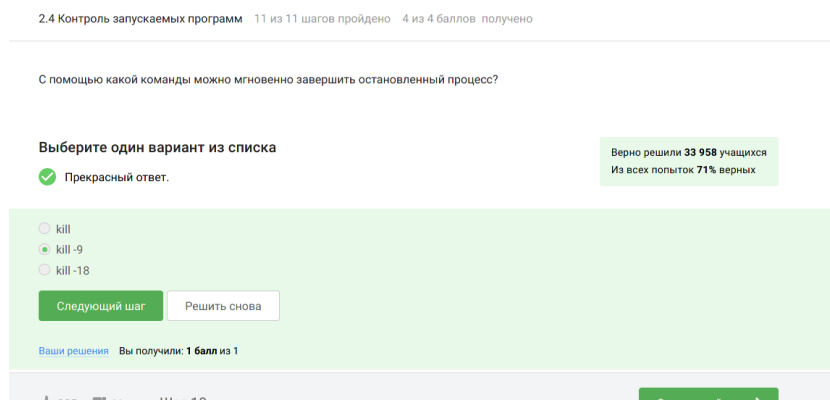 2.4 Контроль запускаемых программ 11 из 11 шагов пройдено 4 из 4 баллов получено
С помощью какой команды можно мгновенно завершить остановленный процесс?
Выберите один вариант из списка
Прекрасный ответ.
Верно решили 33 958 учащихся
Из всех попыток 71% верных
kill
kill -9
kill -18
Следующий шаг Решить снова
Ваши решения Вы получили: 1 балл из 1